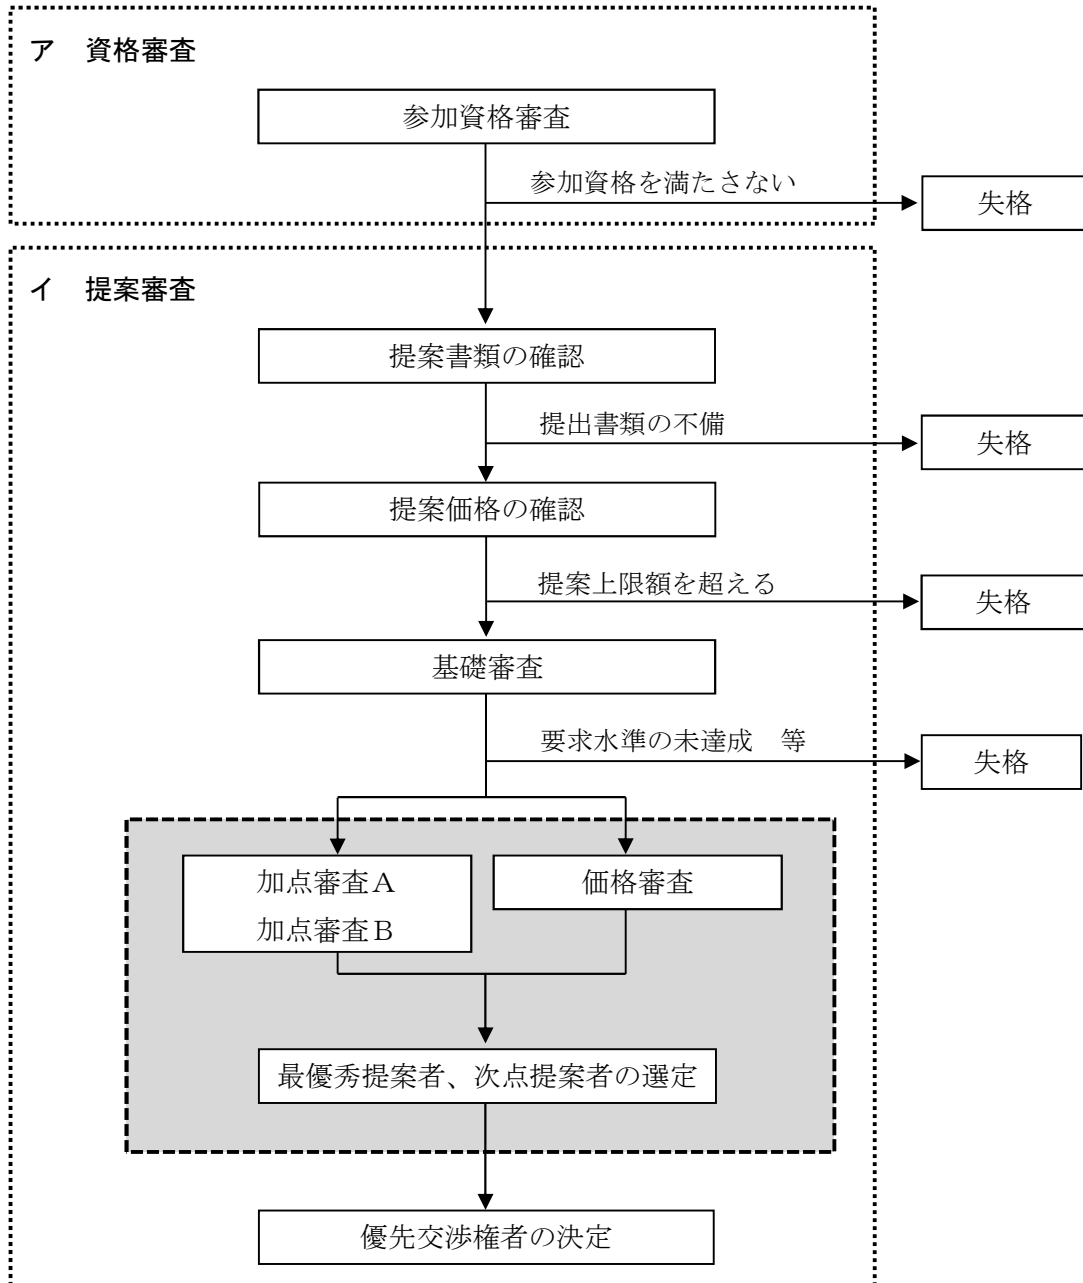 ア　資格審査
参加資格審査
参加資格を満たさない
失格
イ　提案審査
提案書類の確認
提出書類の不備
失格
提案価格の確認
提案上限額を超える
失格
基礎審査
要求水準の未達成　等
失格
加点審査Ａ
加点審査Ｂ
価格審査
最優秀提案者、次点提案者の選定
優先交渉権者の決定